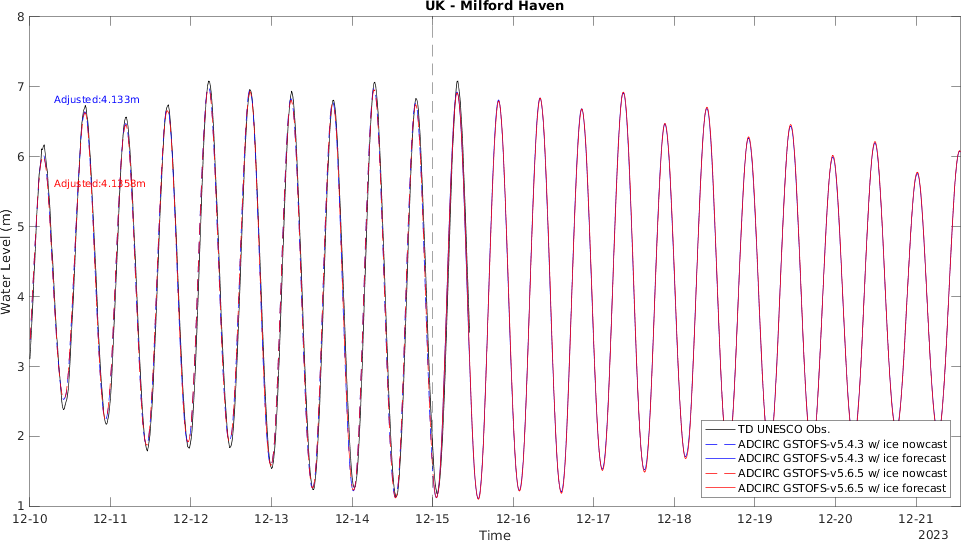 UK - Milford Haven
8
7
6
5
4
3
2
1
Adjusted:4.133m
Adjusted:4.1358m
Water Level (m)
TD UNESCO Obs.
ADCIRC GSTOFS-v5.4.3 w/ ice nowcast
ADCIRC GSTOFS-v5.4.3 w/ ice forecast
ADCIRC GSTOFS-v5.6.5 w/ ice nowcast
ADCIRC GSTOFS-v5.6.5 w/ ice forecast
12-10 12-11 12-12 12-13 12-14 12-15 12-16 12-17 12-18 12-19 12-20 12-21
Time
2023